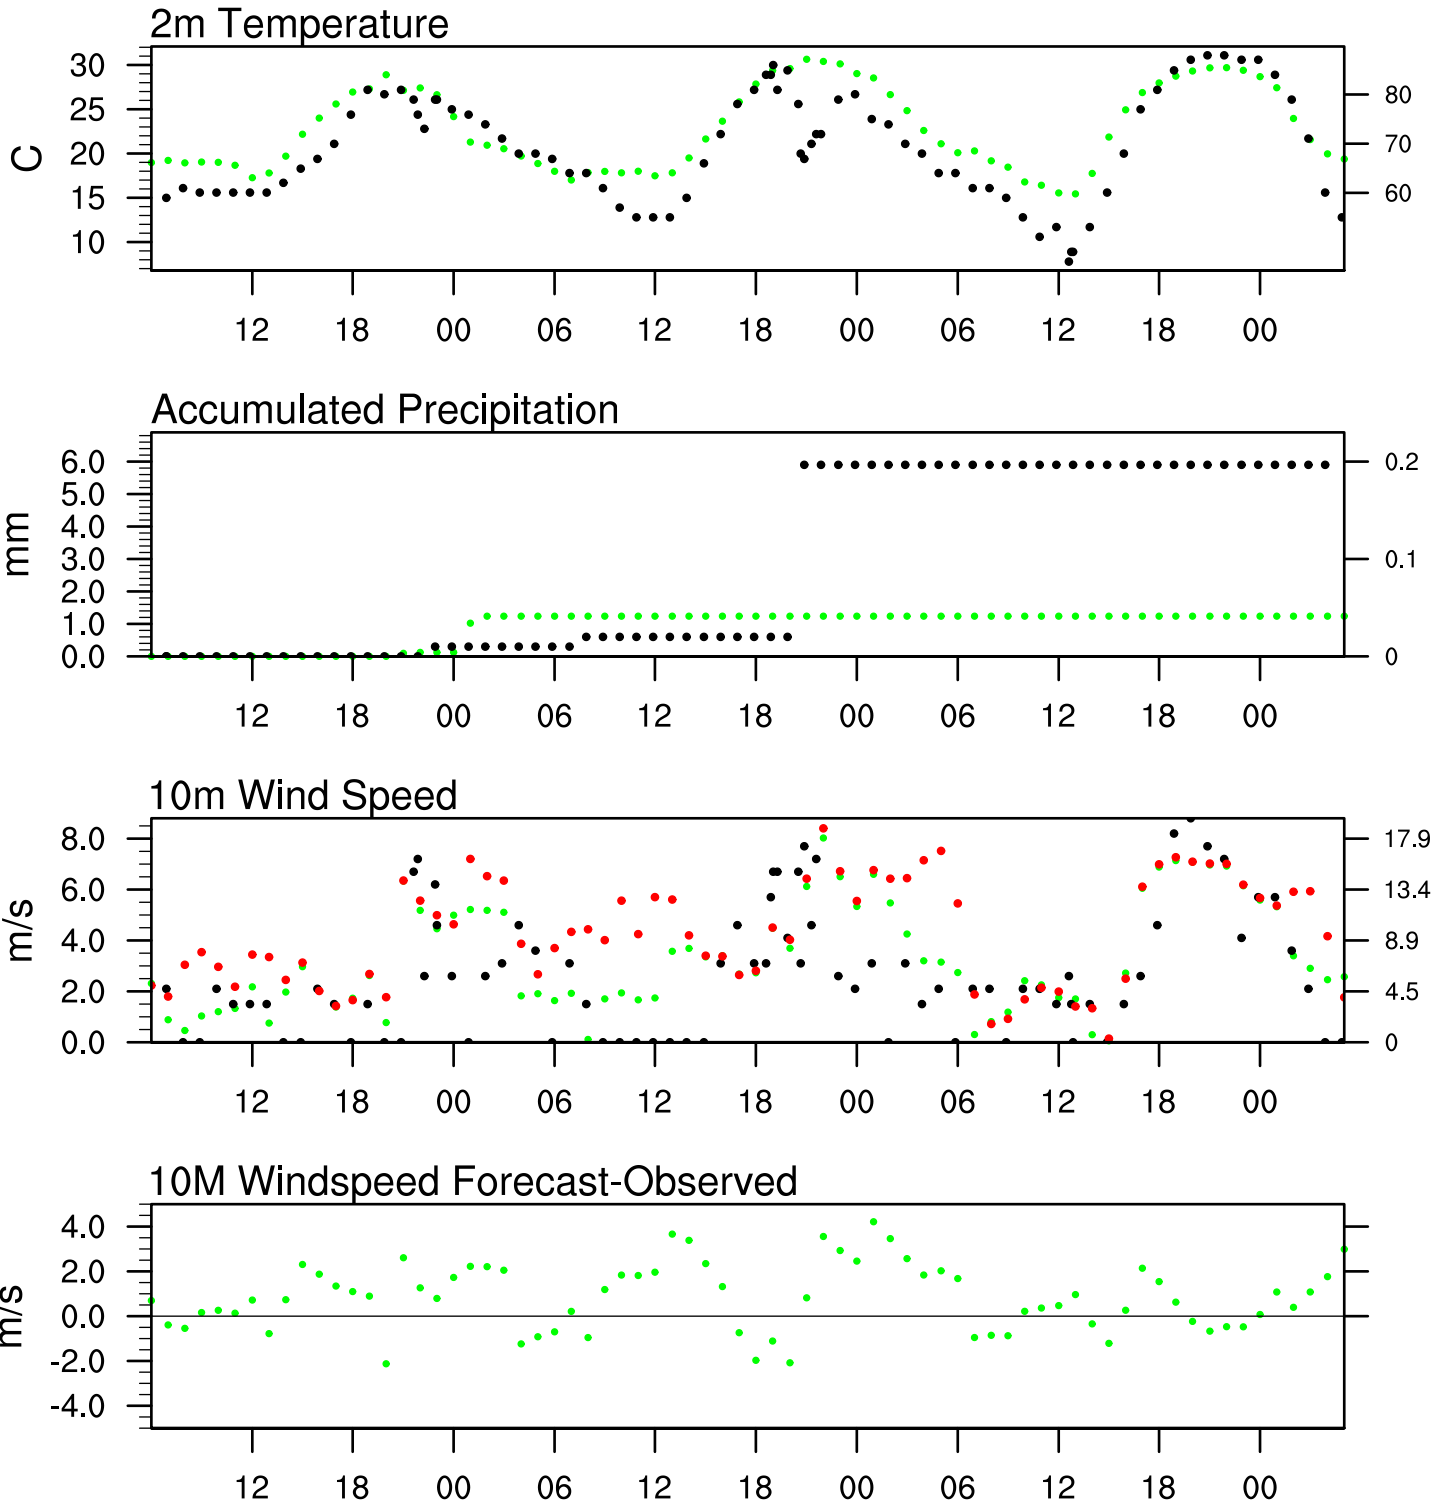 2m Temperature
30
25
20
15
10
C
80
70
60
12 18 00 06 12 18 00 06 12 18 00
Accumulated Precipitation
6.0
5.0
4.0
3.0
2.0
1.0
0.0
mm
0.2
0.1
0
12 18 00 06 12 18 00 06 12 18 00
10m Wind Speed
8.0
6.0
4.0
2.0
0.0
m/s
17.9
13.4
8.9
4.5
0
12 18 00 06 12 18 00 06 12 18 00
10M Windspeed Forecast-Observed
4.0
2.0
0.0
-2.0
-4.0
m/s
12 18 00 06 12 18 00 06 12 18 00